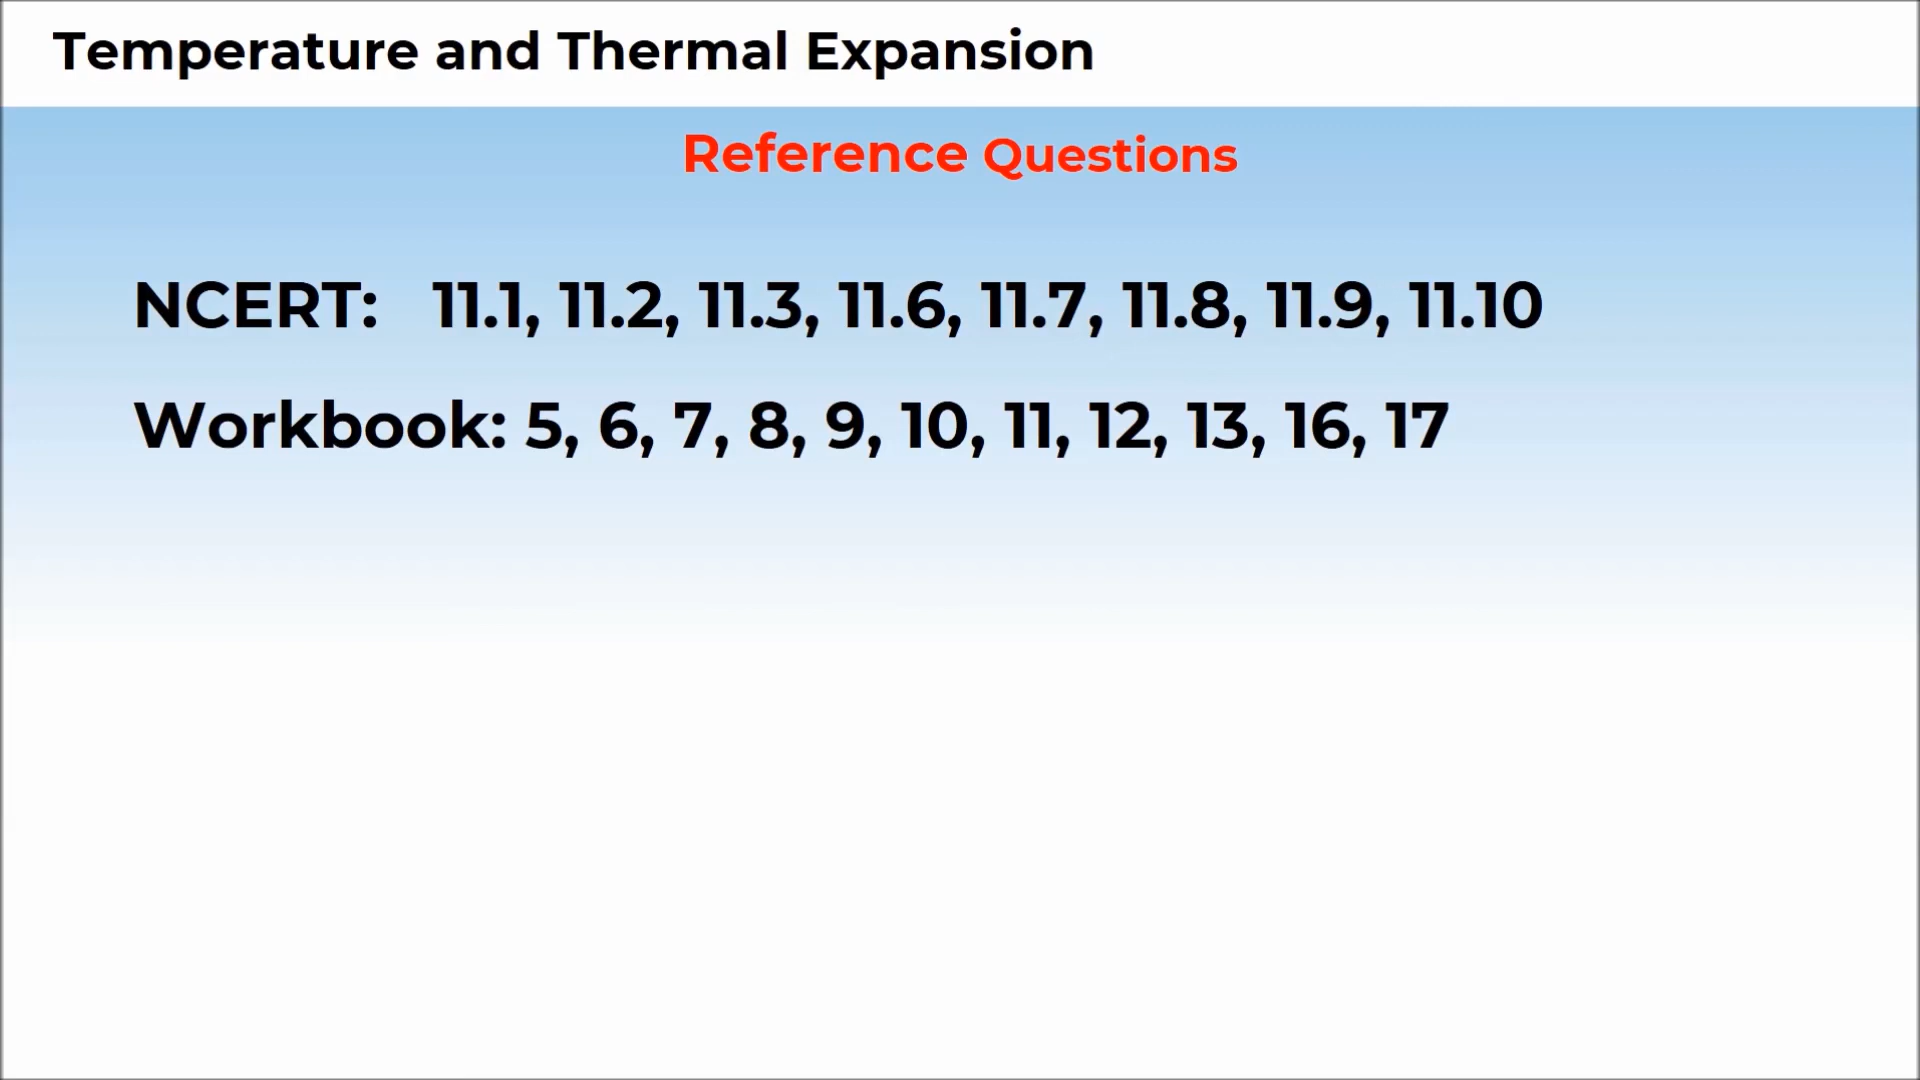 Temperature and Thermal Expansion
Reference Questions
NCERT: 11.1, 11.2, 11.3, 11.6, 11.7, 11.8, 11.9, 11.10
Workbook: 5, 6, 7, 8, 9, 10, 11, 12, 13, 16, 17